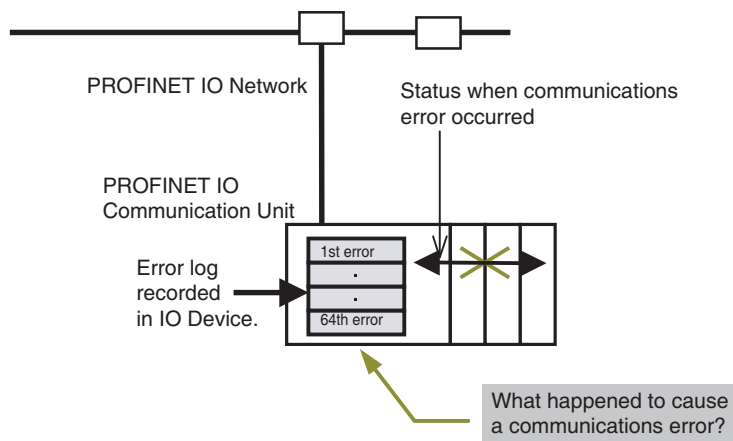 PROFINET IO Network
Status when communications
error occurred
PROFINET IO
Communication Unit
1st error
.
.
64th error
Error log
recorded
in IO Device.
What happened to cause
a communications error?